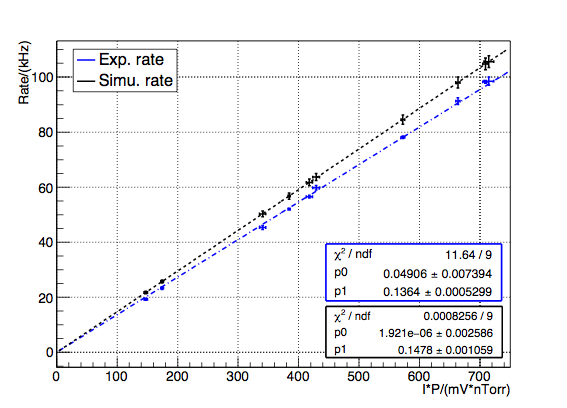 Rate/(kHz)
Exp. rate
Simu. rate
100
80
60
40
20
0
χ² / ndf 11.64 / 9
p0 0.04906 ± 0.007394
p1 0.1364 ± 0.0005299
χ² / ndf 0.0008256 / 9
p0 1.921e−06 ± 0.002586
p1 0.1478 ± 0.001059
0 100 200 300 400 500 600 700
I*P/(mV*nTorr)